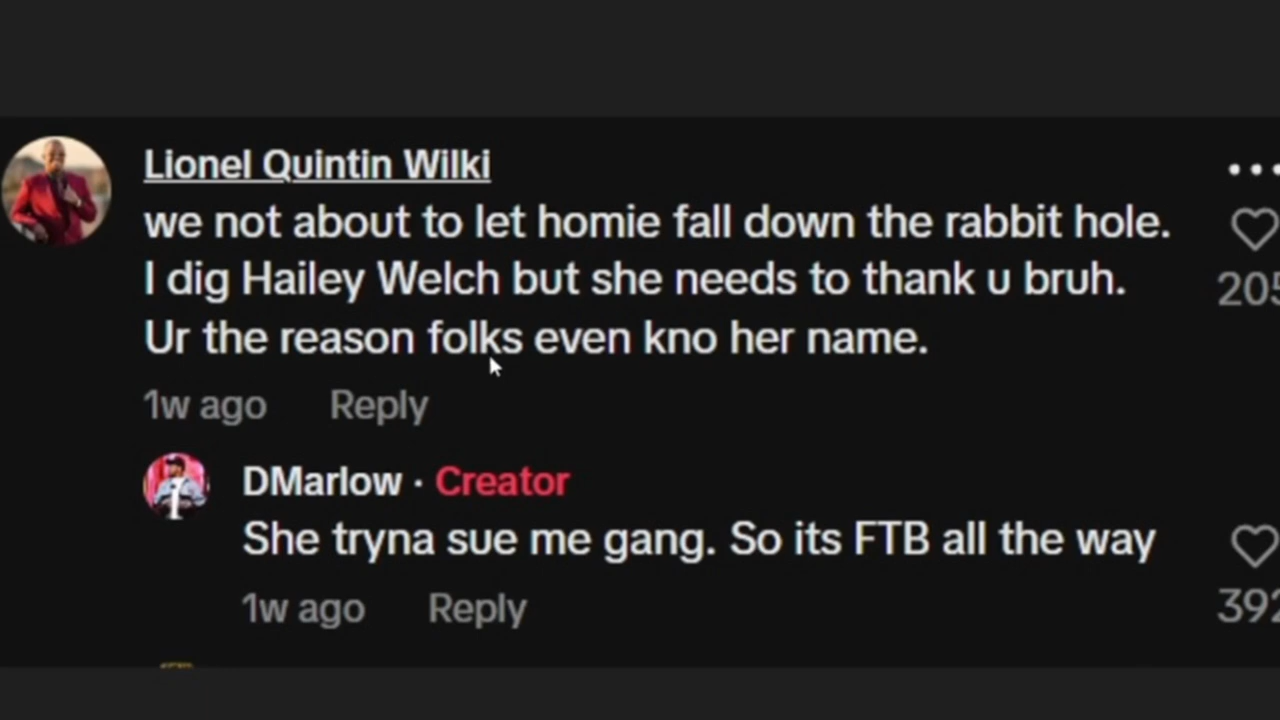 Lionel Quintin Wilki
we not about to let homie fall down the rabbit hole.
I dig Hailey Welch but she needs to thank u bruh.
Ur the reason folks even kno her name.
205
1w ago Reply
DMarlow · Creator
She tryna sue me gang. So its FTB all the way
1w ago Reply
392